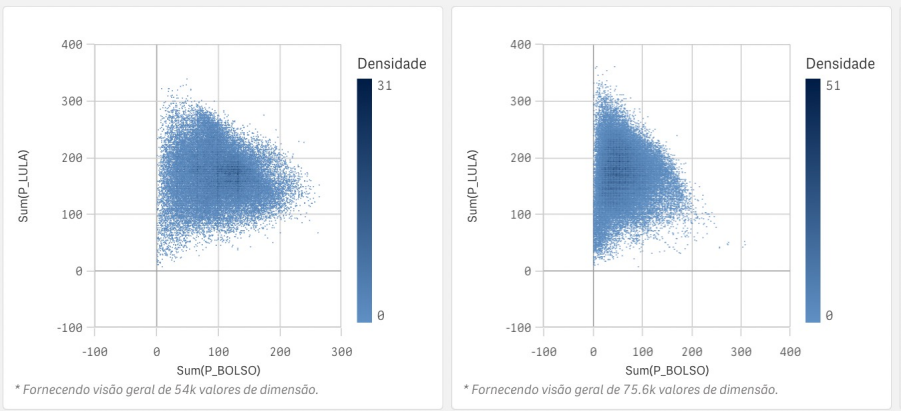 400
300
200
100
0
-100
Sum(P_LULA)
-100 0 100 200 300
Sum(P_BOLSO)
Densidade
31
0
* Fornecendo visão geral de 54k valores de dimensão.
400
300
200
100
0
-100
Sum(P_LULA)
-100 0 100 200 300 400
Sum(P_BOLSO)
Densidade
51
0
* Fornecendo visão geral de 75.6k valores de dimensão.